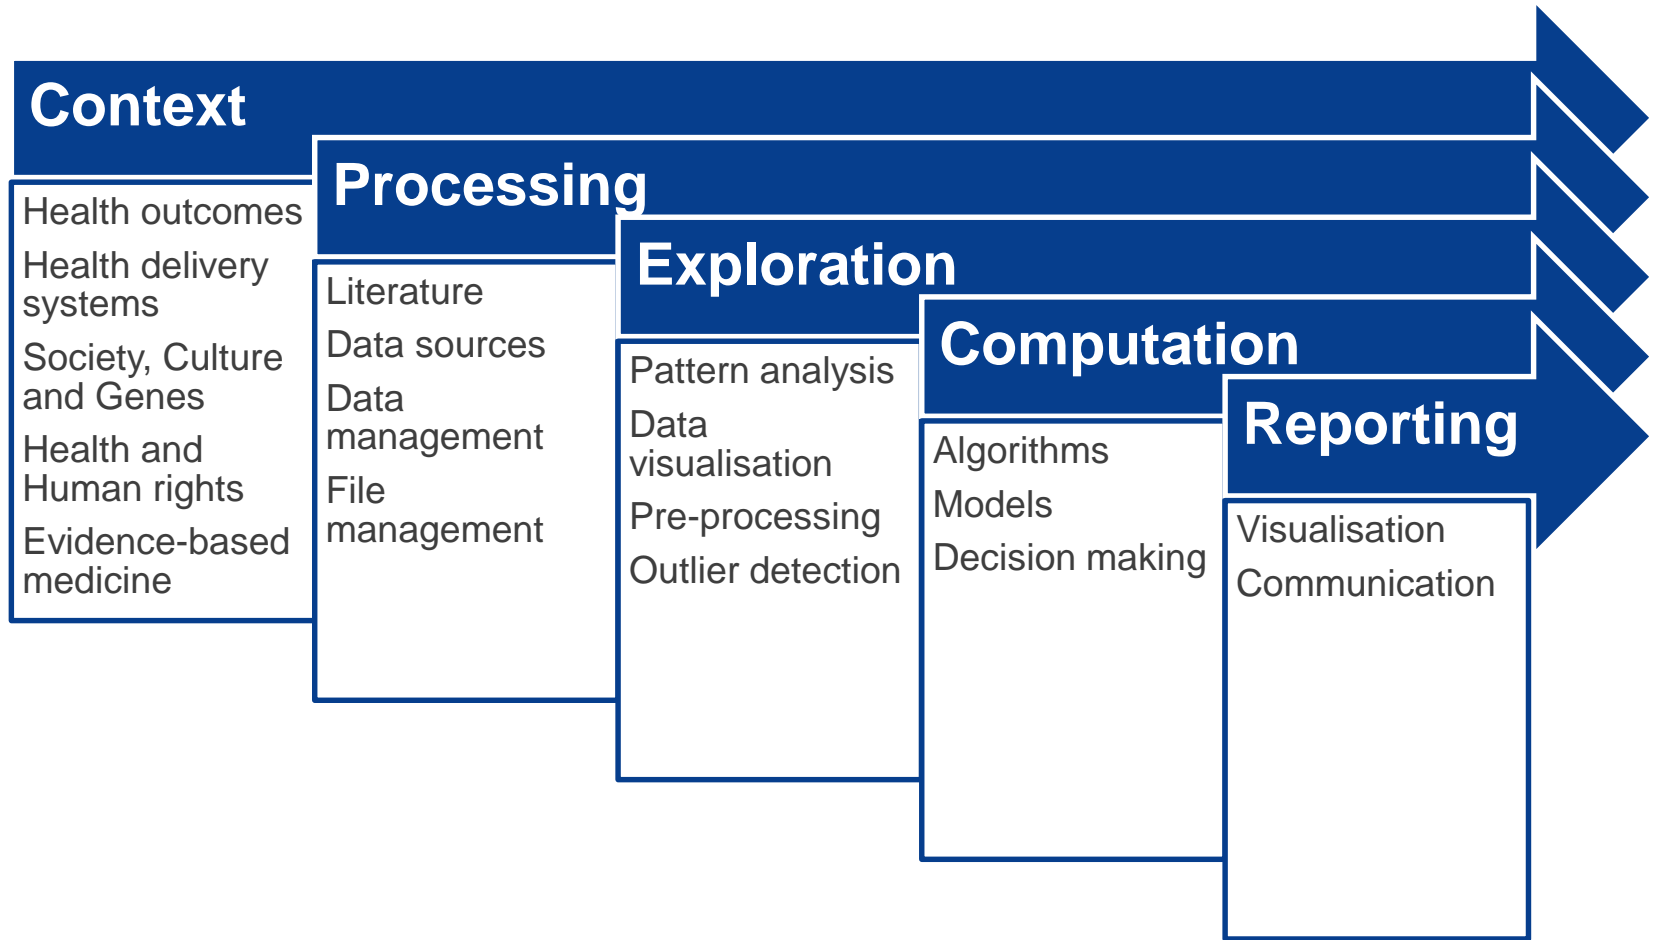 Context
Health outcomes
Health delivery
systems
Society, Culture
and Genes
Health and
Human rights
Evidence-based
medicine
Processing
Literature
Data sources
Data
management
File
management
Exploration
Pattern analysis
Data
visualisation
Pre-processing
Outlier detection
Computation
Algorithms
Models
Decision making
Reporting
Visualisation
Communication